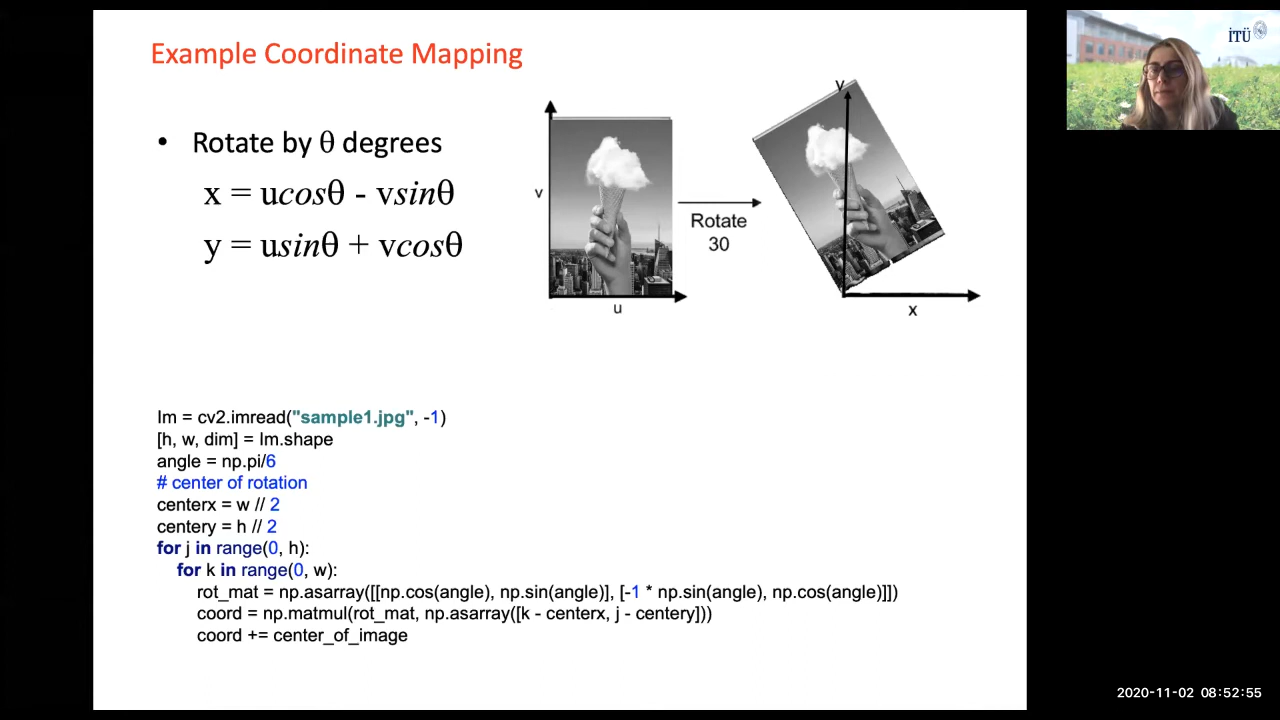 Example Coordinate Mapping
• Rotate by θ degrees
x = ucosθ - vsinθ
y = usinθ + vcosθ
v
u
Rotate
30
y
x
Im = cv2.imread("sample1.jpg", -1)
[h, w, dim] = Im.shape
angle = np.pi/6
# center of rotation
centerx = w // 2
centery = h // 2
for j in range(0, h):
for k in range(0, w):
rot_mat = np.asarray([[np.cos(angle), np.sin(angle)], [-1 * np.sin(angle), np.cos(angle)]])
coord = np.matmul(rot_mat, np.asarray([k - centerx, j - centery]))
coord += center_of_image
İTÜ
2020-11-02 08:52:55